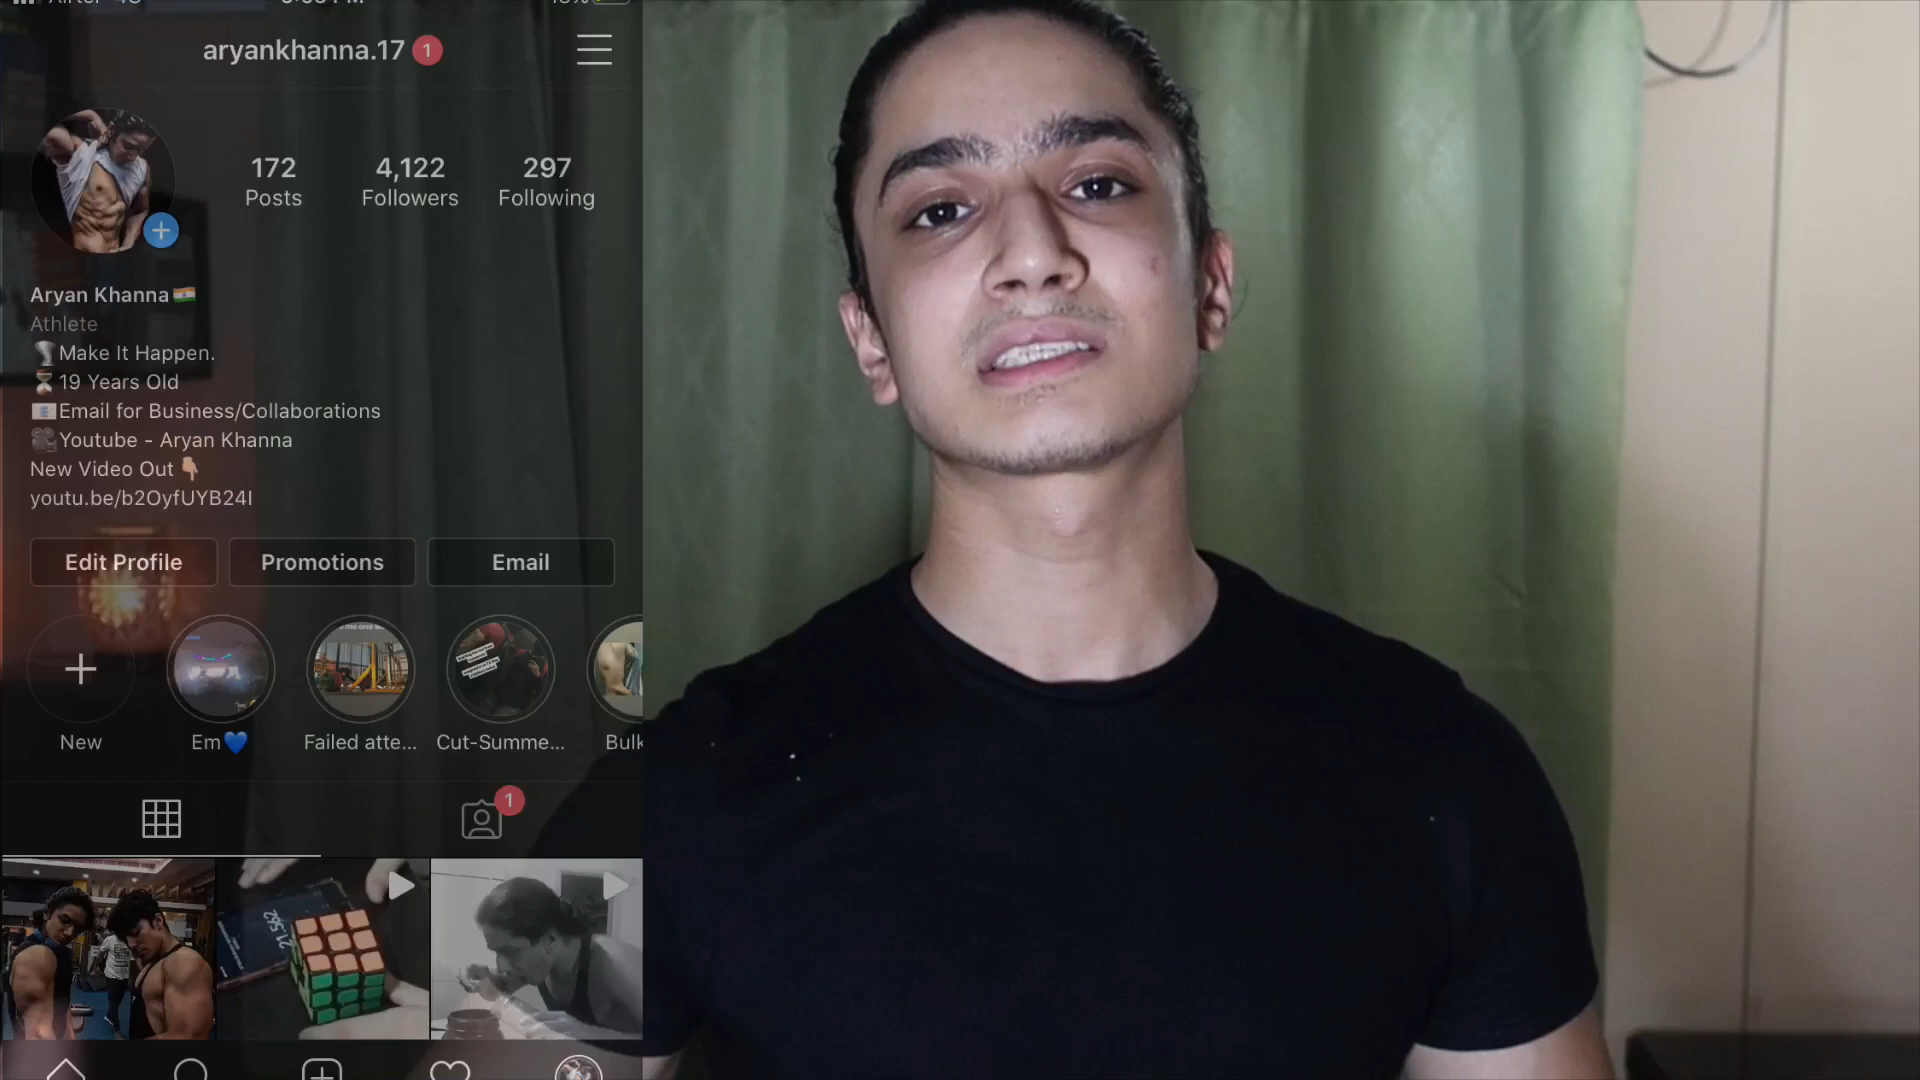 aryankhanna.17 1
172 4,122 297
Posts Followers Following
Aryan Khanna
Athlete
Make It Happen.
19 Years Old
Email for Business/Collaborations
Youtube - Aryan Khanna
New Video Out
youtu.be/b2OyfUYB24I
Edit Profile Promotions Email
New Em Failed atte... Cut-Summe... Bulk
1
21,562